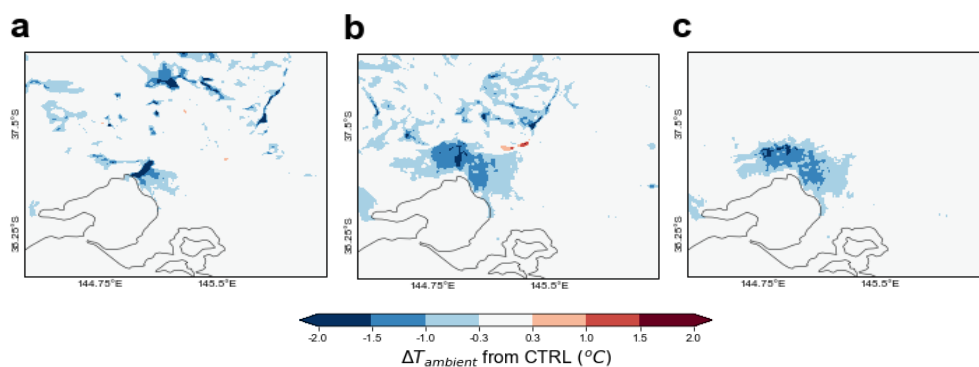 a b c
37.5°S 37.5°S 37.5°S
38.25°S 38.25°S 38.25°S
144.75°E 145.5°E 144.75°E 145.5°E 144.75°E 145.5°E
-2.0 -1.5 -1.0 -0.3 0.3 1.0 1.5 2.0
ΔT_ambient from CTRL (°C)